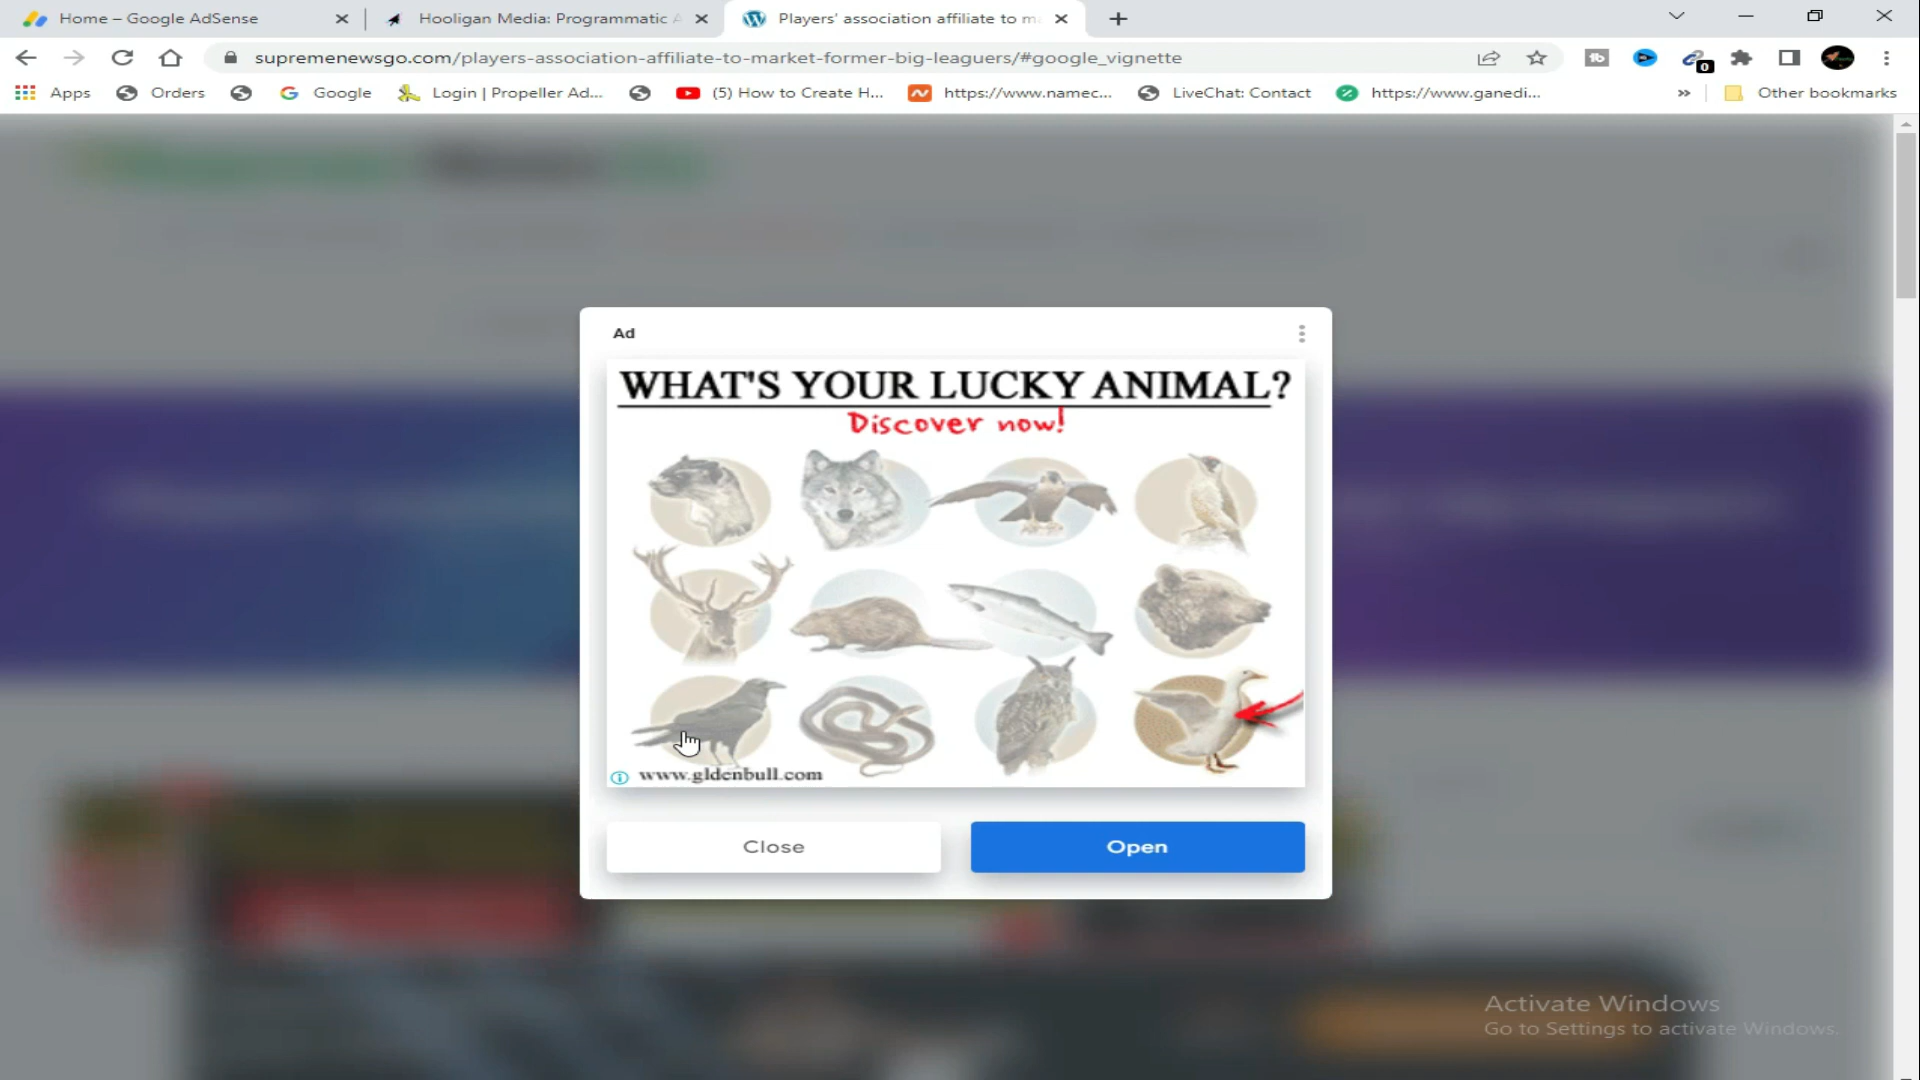 Home – Google AdSense
Hooligan Media: Programmatic A
Players' association affiliate to m
supremenewsgo.com/players-association-affiliate-to-market-former-big-leaguers/#google_vignette
0
Apps
Orders
Google
Login | Propeller Ad...
(5) How to Create H...
https://www.namec...
LiveChat: Contact
https://www.ganedi...
»
Other bookmarks
Ad
WHAT'S YOUR LUCKY ANIMAL?
Discover now!
www.gldenbull.com
Close
Open
Activate Windows
Go to Settings to activate Windows.